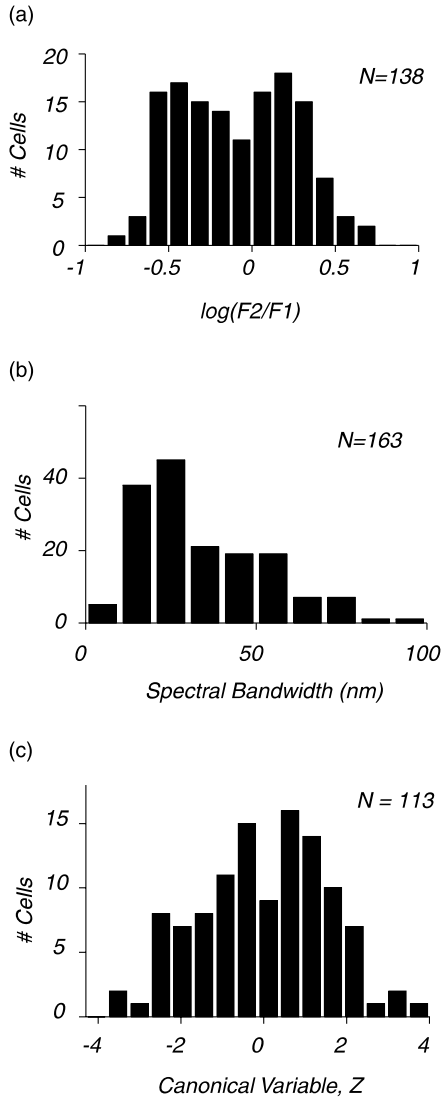 (a)
20
15
10
5
0
# Cells
N=138
-1 -0.5 0 0.5 1
log(F2/F1)
(b)
40
20
0
# Cells
N=163
0 50 100
Spectral Bandwidth (nm)
(c)
15
10
5
0
# Cells
N = 113
-4 -2 0 2 4
Canonical Variable, Z